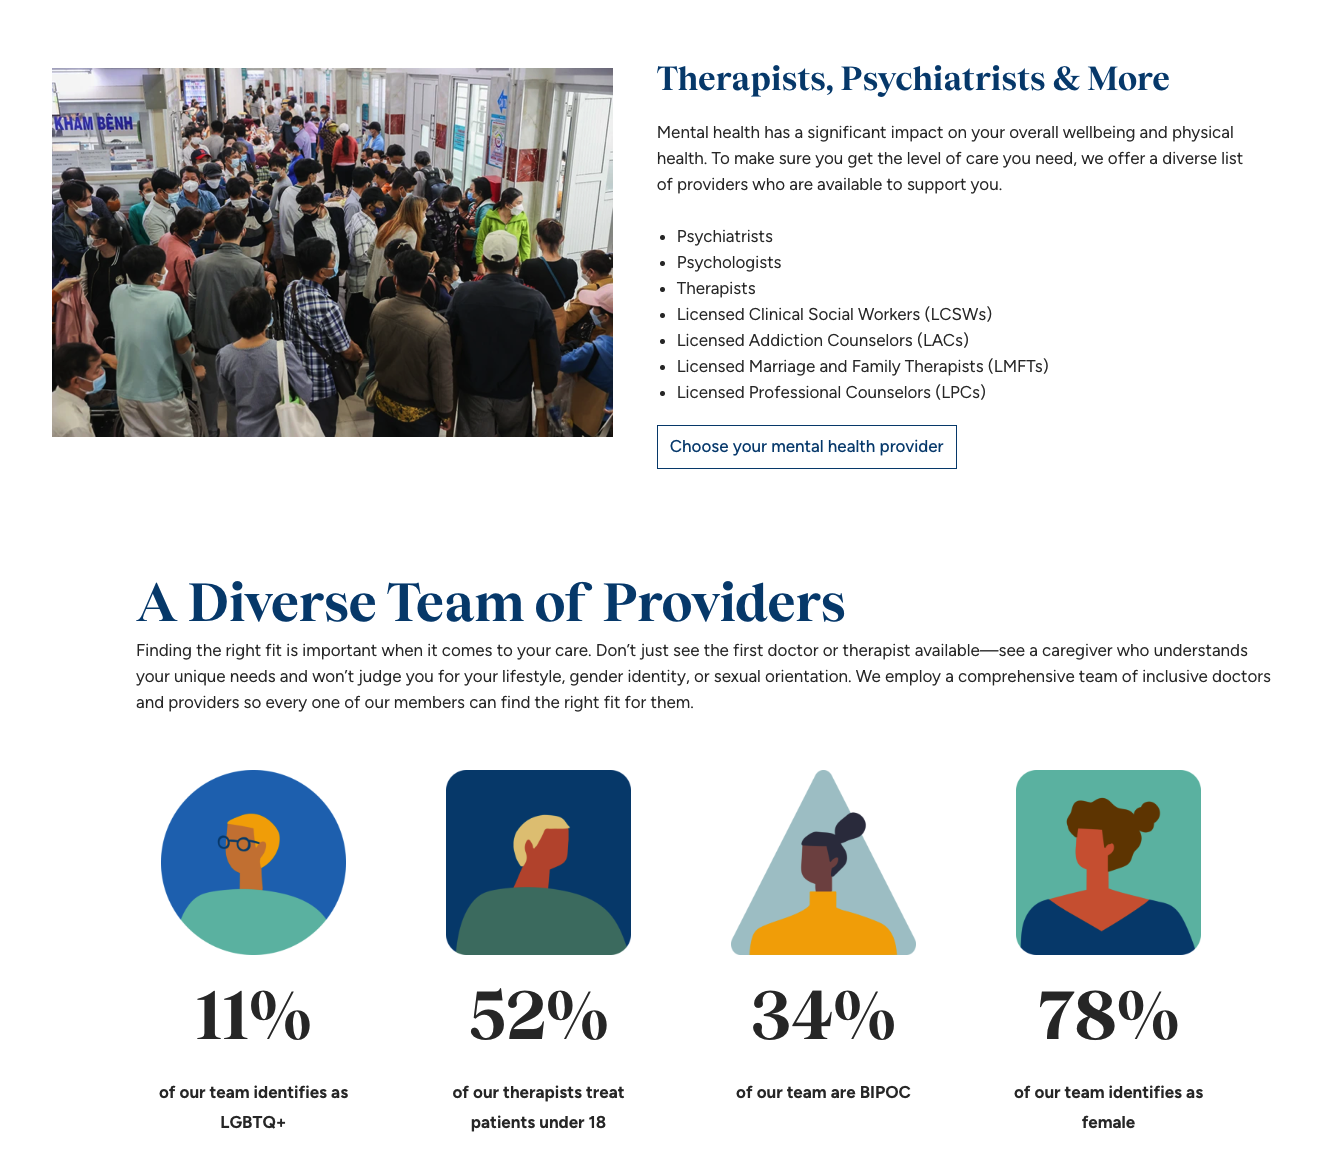 KHÁM BỆNH
Therapists, Psychiatrists & More
Mental health has a significant impact on your overall wellbeing and physical
health. To make sure you get the level of care you need, we offer a diverse list
of providers who are available to support you.
Psychiatrists
Psychologists
Therapists
Licensed Clinical Social Workers (LCSWs)
Licensed Addiction Counselors (LACs)
Licensed Marriage and Family Therapists (LMFTs)
Licensed Professional Counselors (LPCs)
Choose your mental health provider
A Diverse Team of Providers
Finding the right fit is important when it comes to your care. Don’t just see the first doctor or therapist available—see a caregiver who understands
your unique needs and won’t judge you for your lifestyle, gender identity, or sexual orientation. We employ a comprehensive team of inclusive doctors
and providers so every one of our members can find the right fit for them.
11%
of our team identifies as
LGBTQ+
52%
of our therapists treat
patients under 18
34%
of our team are BIPOC
78%
of our team identifies as
female